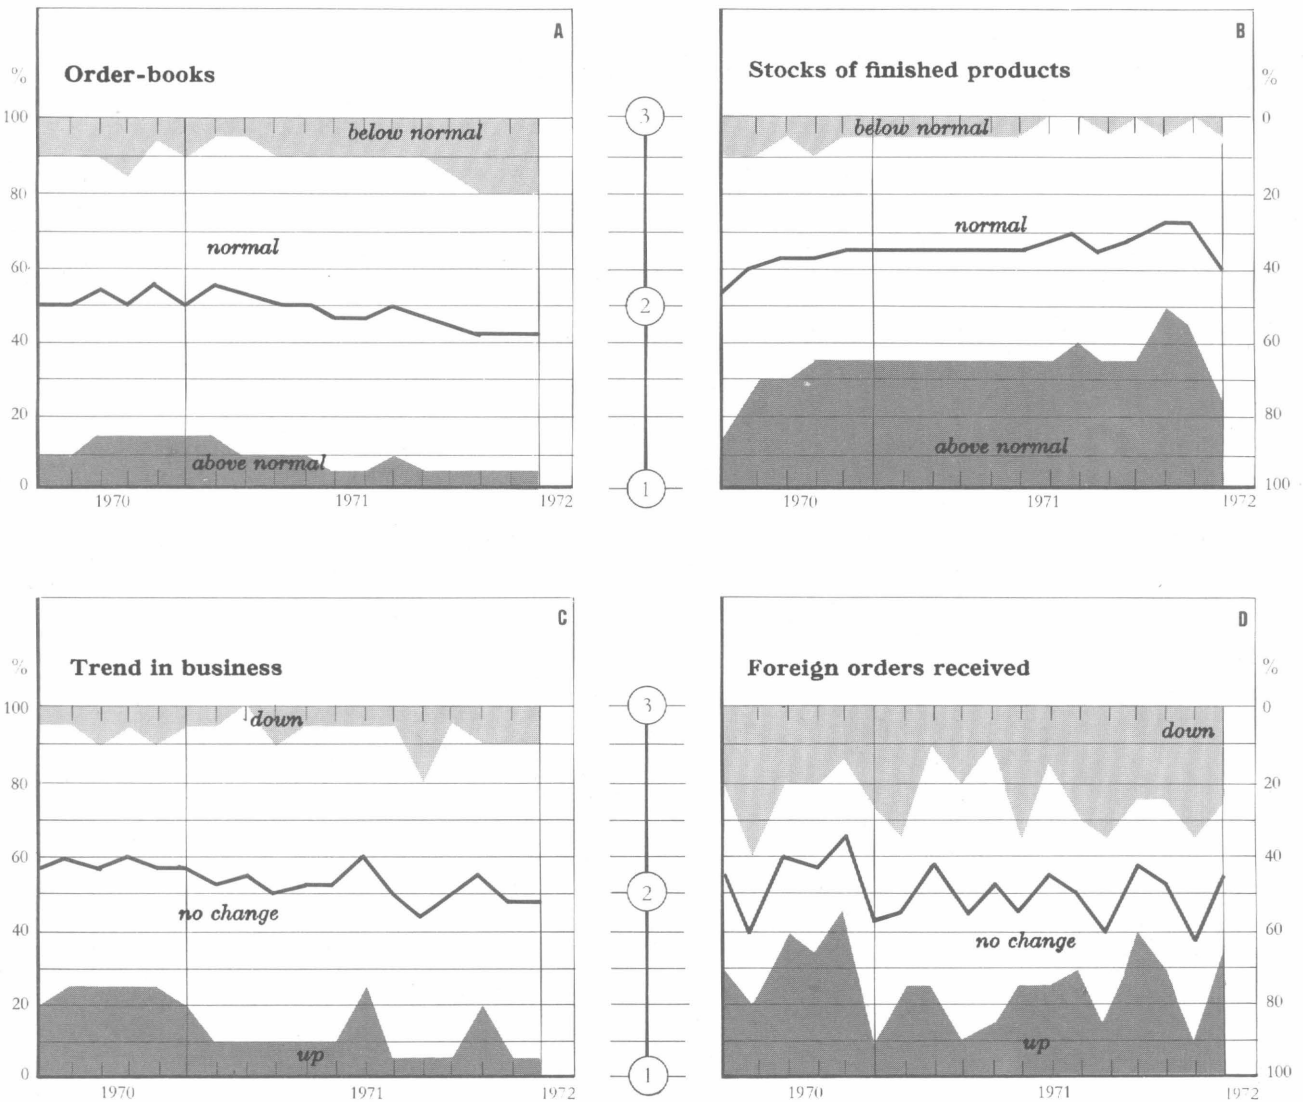 A
B
Order-books
Stocks of finished products
%
%
100
below normal
3
below normal
0
80
20
normal
normal
60
2
40
40
60
20
80
above normal
above normal
0
1
100
1970
1971
1972
1970
1971
1972
C
D
Trend in business
Foreign orders received
%
%
100
down
3
down
0
80
20
60
40
no change
2
40
no change
60
20
80
up
up
0
1
100
1970
1971
1972
1970
1971
1972